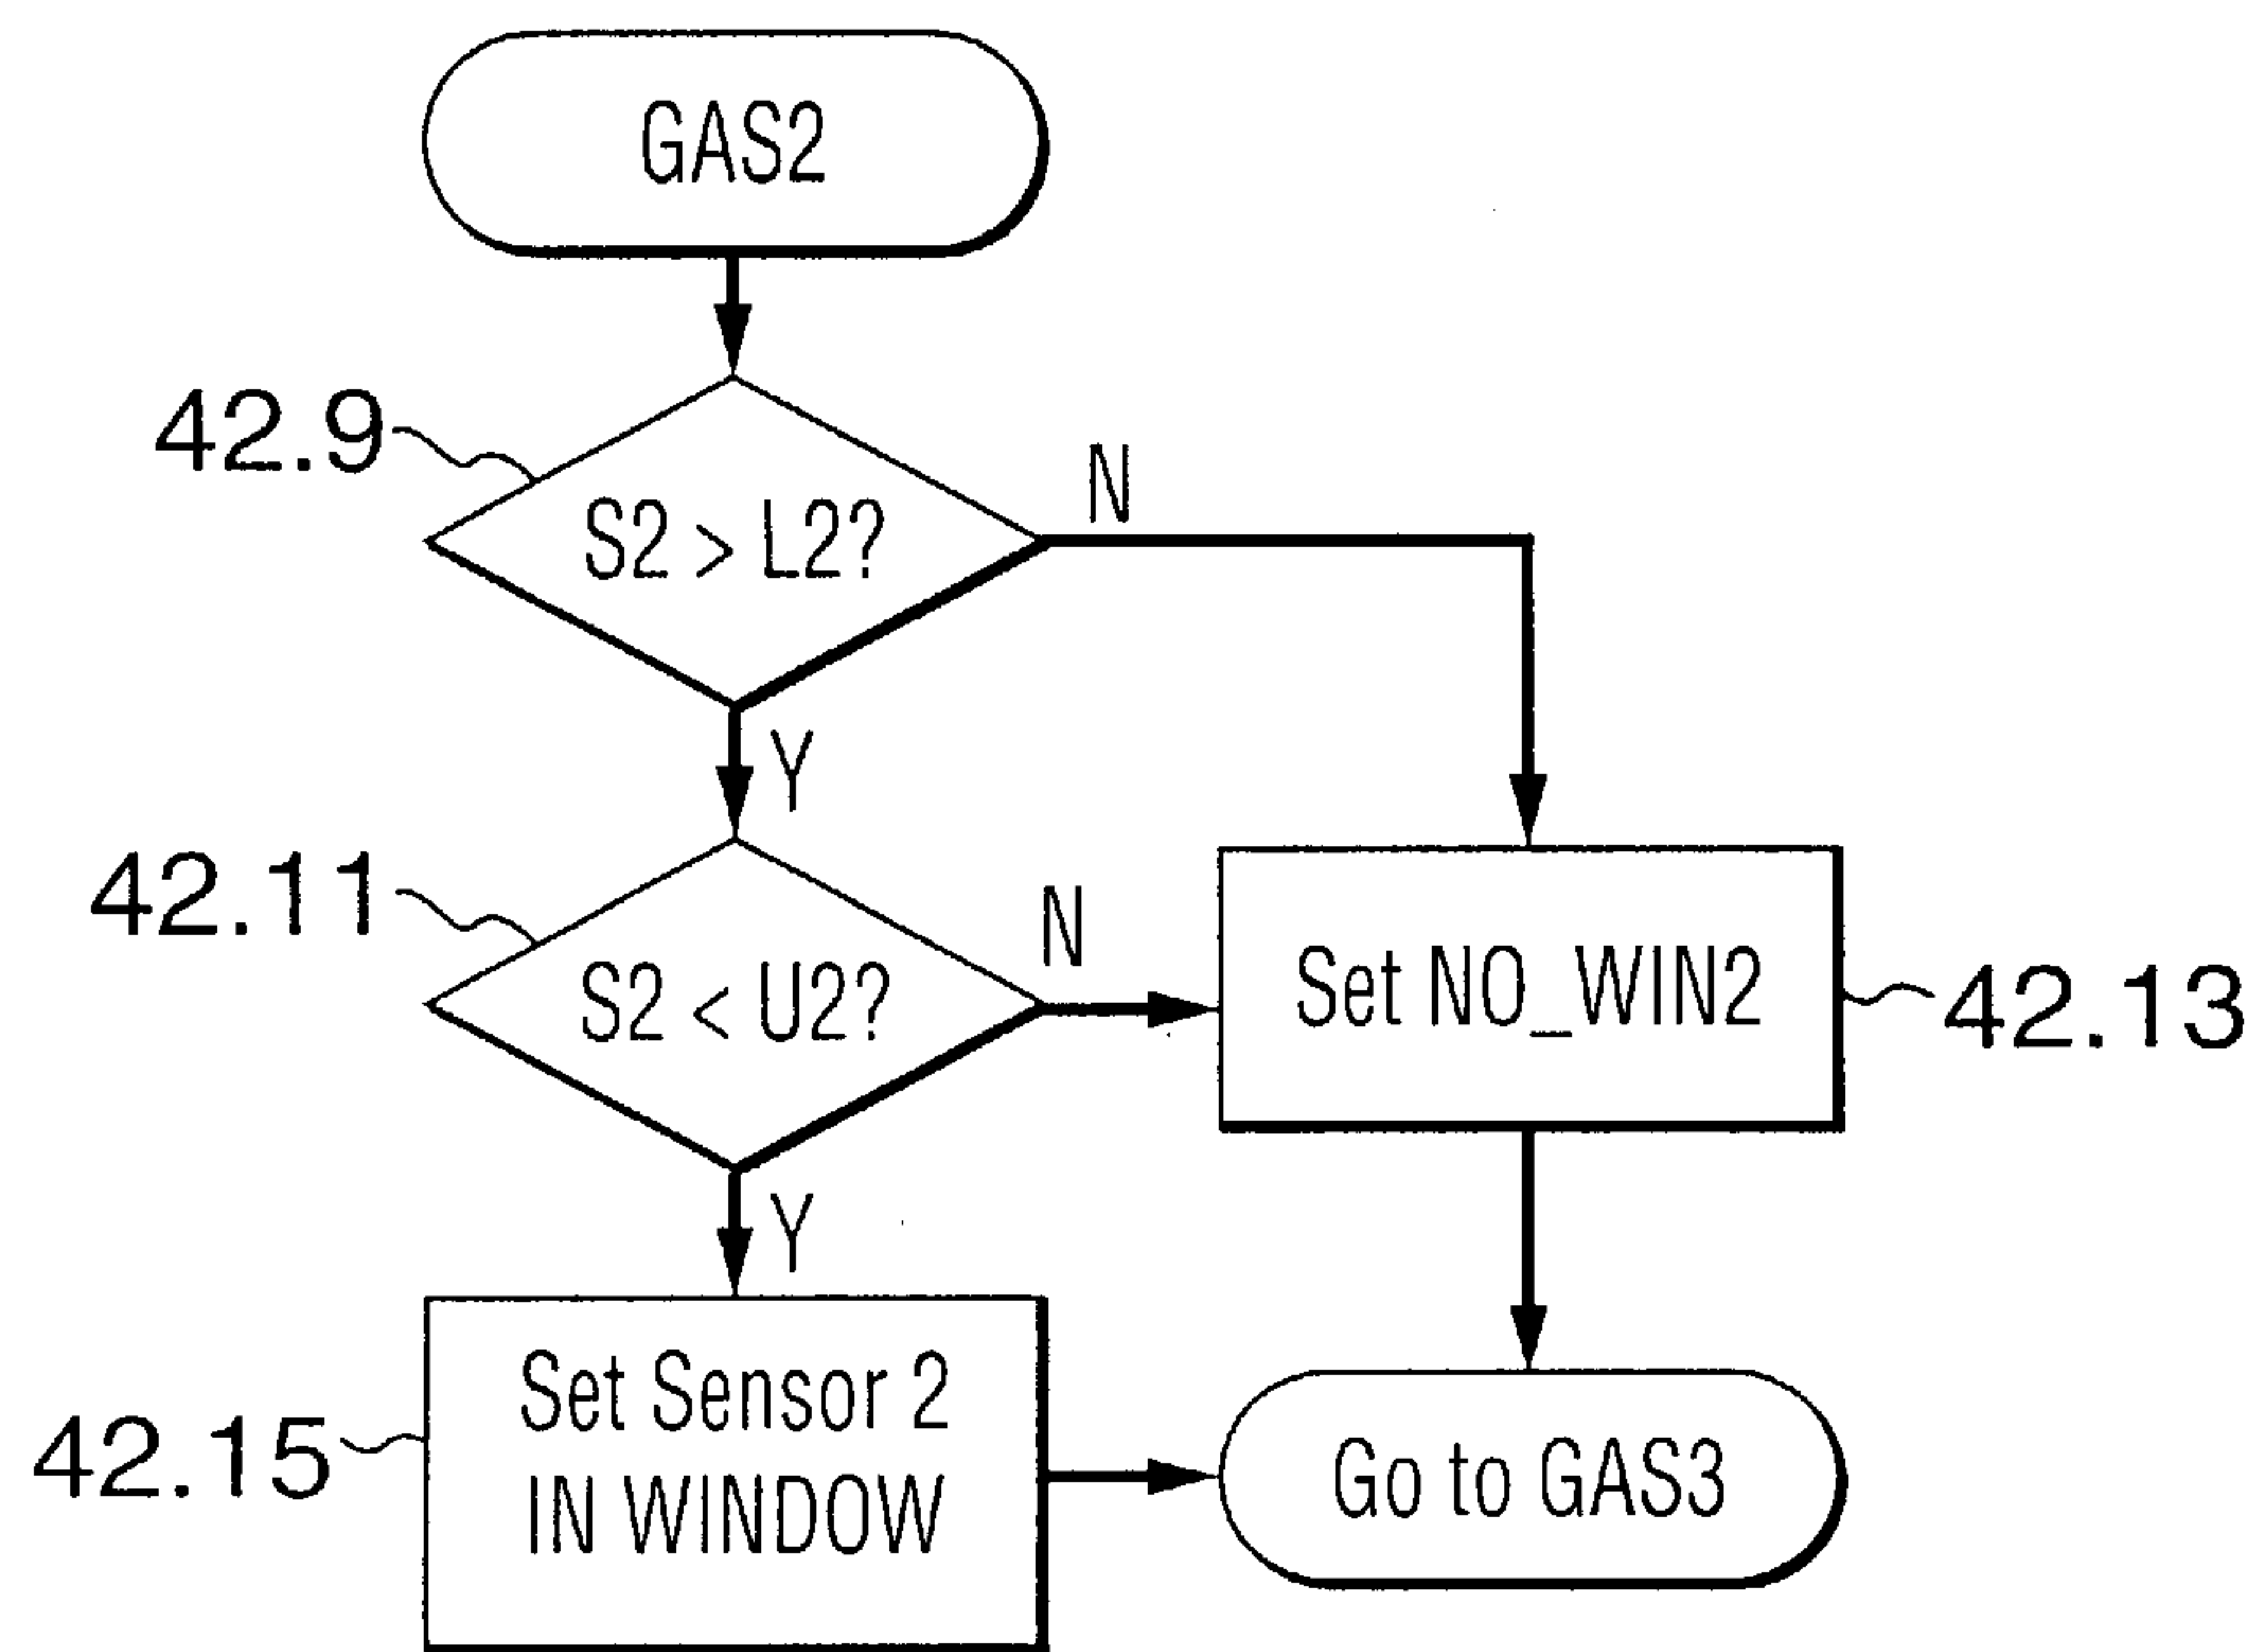 GAS2
42.9
S2 > L2?
N
Y
42.11
S2 < U2?
N
Set NO_WIN2
42.13
Y
42.15
Set Sensor 2
IN WINDOW
Go to GAS3